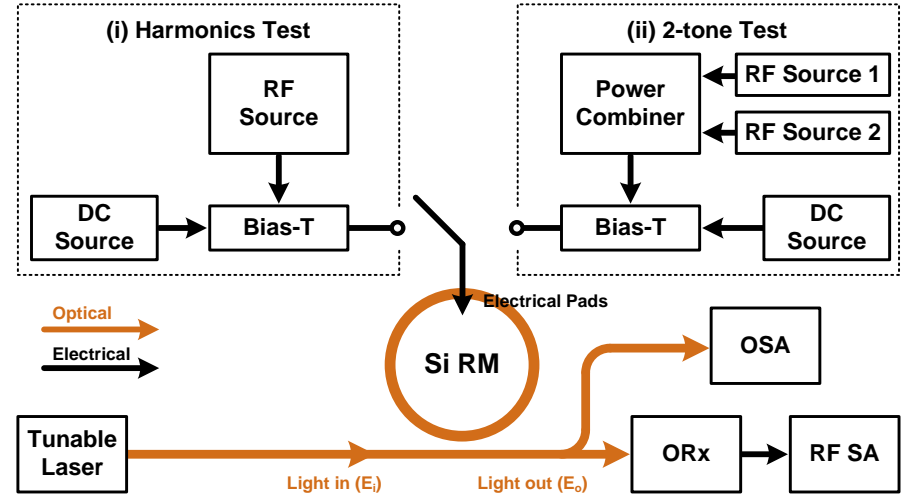 (i) Harmonics Test
RF
Source
DC
Source
Bias-T
(ii) 2-tone Test
Power
Combiner
RF Source 1
RF Source 2
Bias-T
DC
Source
Electrical Pads
Optical
Electrical
Si RM
OSA
Tunable
Laser
Light in (Eᵢ)
Light out (Eₒ)
ORx
RF SA